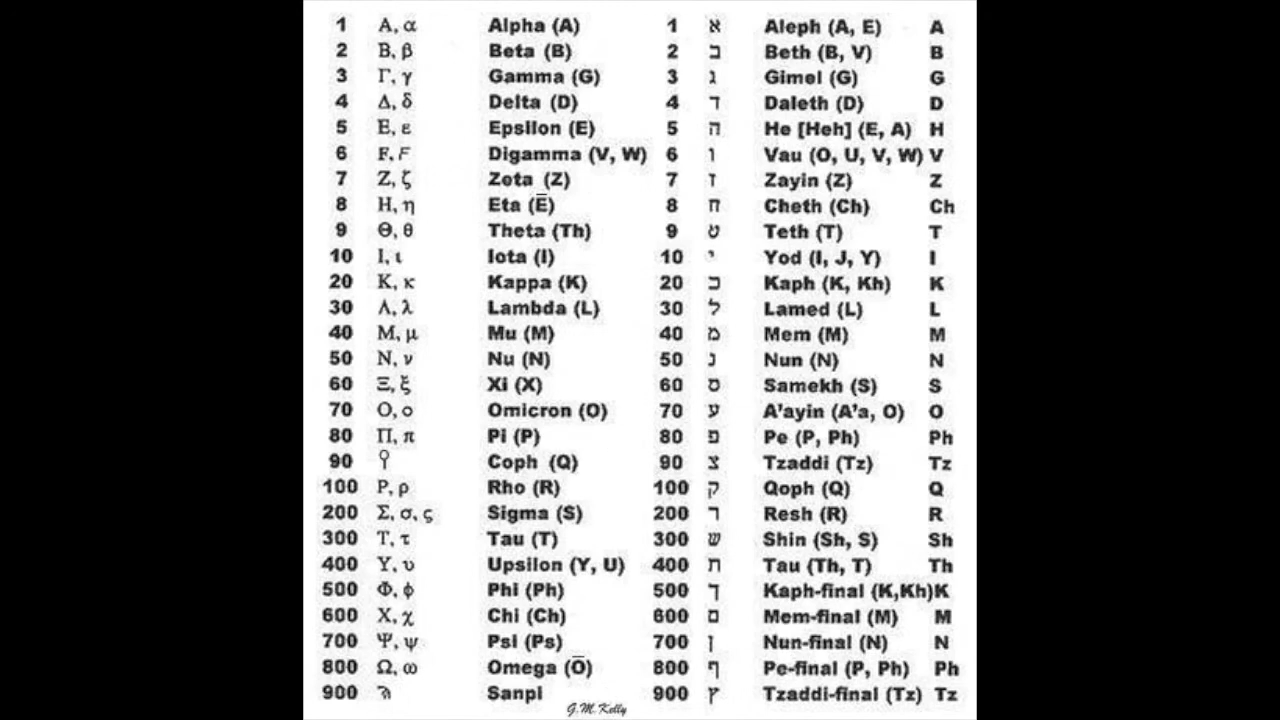 1 Α, α Alpha (A) 1 א Aleph (A, E) A
2 Β, β Beta (B) 2 ב Beth (B, V) B
3 Γ, γ Gamma (G) 3 ג Gimel (G) G
4 Δ, δ Delta (D) 4 ד Daleth (D) D
5 Ε, ε Epsilon (E) 5 ה He [Heh] (E, A) H
6 F, F Digamma (V, W) 6 ו Vau (O, U, V, W) V
7 Ζ, ζ Zeta (Z) 7 ז Zayin (Z) Z
8 Η, η Eta (Ē) 8 ח Cheth (Ch) Ch
9 Θ, θ Theta (Th) 9 ט Teth (T) T
10 Ι, ι Iota (I) 10 י Yod (I, J, Y) I
20 Κ, κ Kappa (K) 20 כ Kaph (K, Kh) K
30 Λ, λ Lambda (L) 30 ל Lamed (L) L
40 Μ, μ Mu (M) 40 מ Mem (M) M
50 Ν, ν Nu (N) 50 נ Nun (N) N
60 Ξ, ξ Xi (X) 60 ס Samekh (S) S
70 Ο, ο Omicron (O) 70 ע A'ayin (A'a, O) O
80 Π, π Pi (P) 80 פ Pe (P, Ph) Ph
90 ϙ Coph (Q) 90 צ Tzaddi (Tz) Tz
100 Ρ, ρ Rho (R) 100 ק Qoph (Q) Q
200 Σ, σ, ς Sigma (S) 200 ר Resh (R) R
300 Τ, τ Tau (T) 300 ש Shin (Sh, S) Sh
400 Υ, υ Upsilon (Y, U) 400 ת Tau (Th, T) Th
500 Φ, ϕ Phi (Ph) 500 ך Kaph-final (K,Kh) K
600 Χ, χ Chi (Ch) 600 ם Mem-final (M) M
700 Ψ, ψ Psi (Ps) 700 ן Nun-final (N) N
800 Ω, ω Omega (Ō) 800 ף Pe-final (P, Ph) Ph
900 ϡ Sanpi 900 ץ Tzaddi-final (Tz) Tz
G.M.Kelly